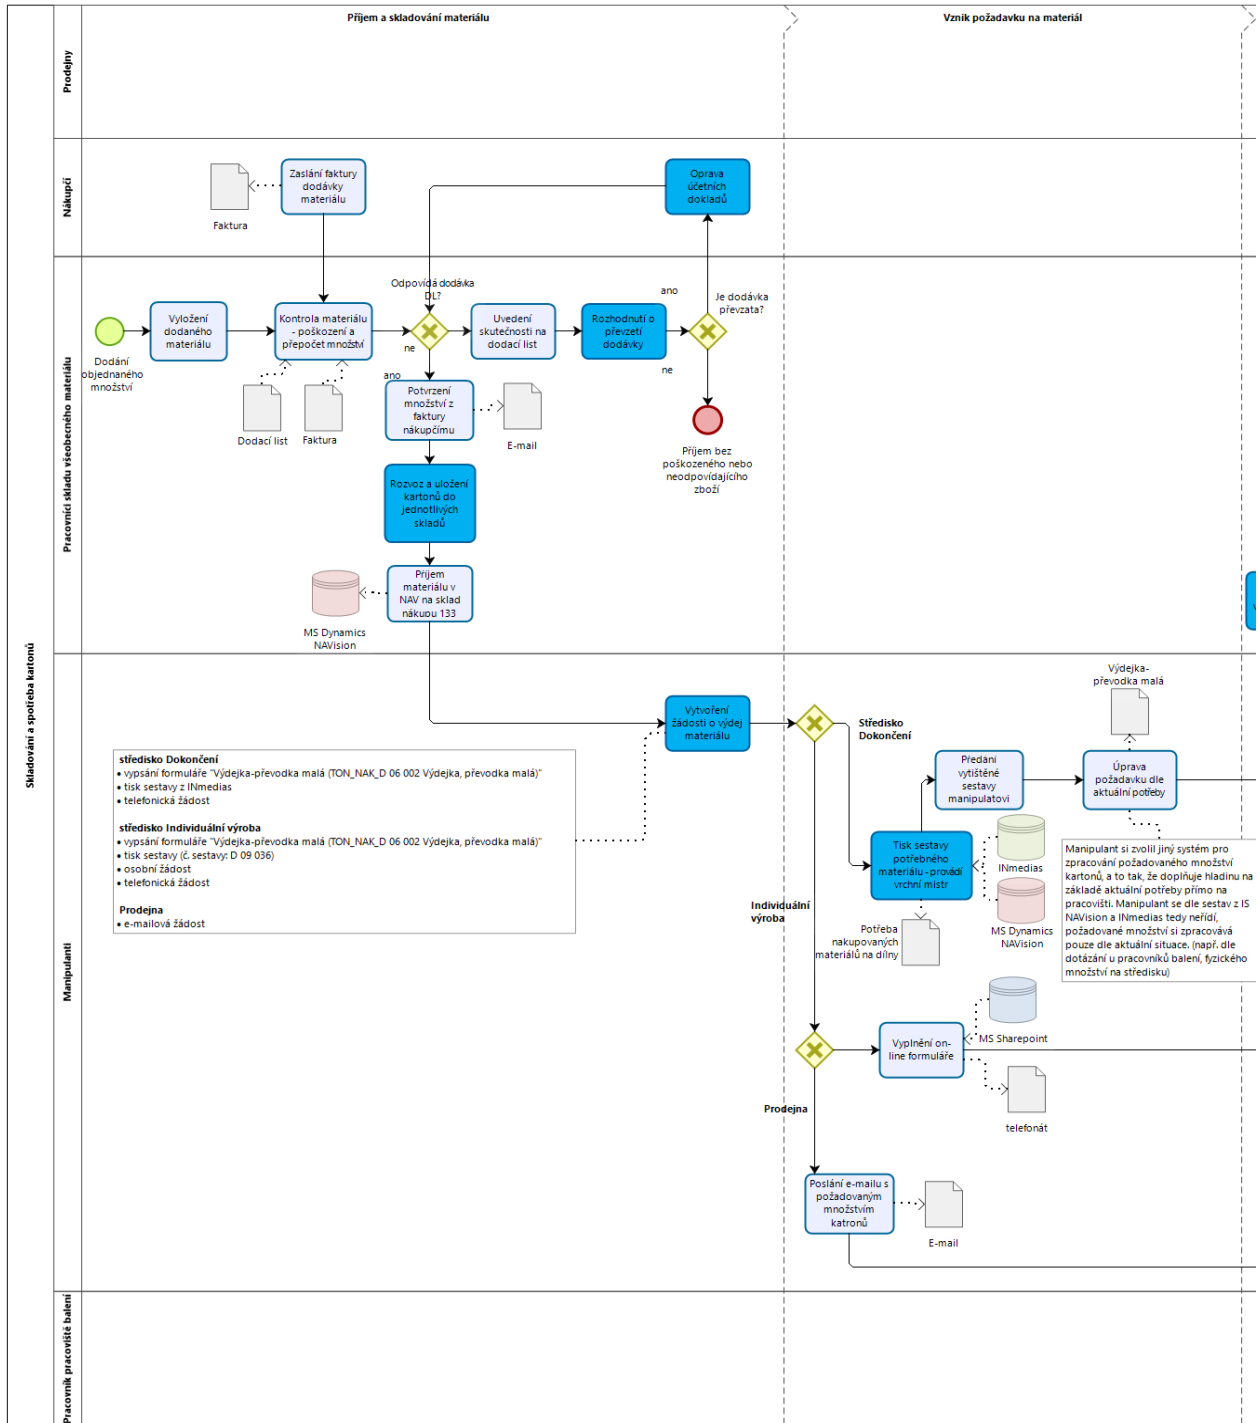 Příjem a skladování materiálu
Vznik požadavku na materiál
Skladování a spotřeba kartonů
Prodejny
Nákupčí
Zaslání faktury
dodávky
materiálu
Faktura
Oprava
účetních
dokladů
Pracovníci skladu všeobecného materiálu
Dodání
objednaného
množství
Vyložení
dodaného
materiálu
Kontrola materiálu
- poškození a
přepočet množství
Dodací list
Faktura
Odpovídá dodávka
DL?
ne
ano
Uvedení
skutečnosti na
dodací list
Rozhodnutí o
převzetí
dodávky
ano
Je dodávka
převzata?
ne
Příjem bez
poškozeného nebo
neodpovídajícího
zboží
Potvrzení
množství z
faktury
nákupčímu
E-mail
Rozvoz a uložení
kartonů do
jednotlivých
skladů
Příjem
materiálu v
NAV na sklad
nákupu 133
MS Dynamics
NAVision
V
Manipulanti
Vytvoření
žádosti o výdej
materiálu
středisko Dokončení
• vypsání formuláře "Výdejka-převodka malá (TON_NAK_D 06 002 Výdejka, převodka malá)"
• tisk sestavy z INmedias
• telefonická žádost
středisko Individuální výroba
• vypsání formuláře "Výdejka-převodka malá (TON_NAK_D 06 002 Výdejka, převodka malá)"
• tisk sestavy (č. sestavy: D 09 036)
• osobní žádost
• telefonická žádost
Prodejna
• e-mailová žádost
Středisko
Dokončení
Předání
vytištěné
sestavy
manipulatovi
Výdejka-
převodka malá
Úprava
požadavku dle
aktuální potřeby
Tisk sestavy
potřebného
materiálu - provádí
vrchní mistr
INmedias
MS Dynamics
NAVision
Potřeba
nakupovaných
materiálů na dílny
Manipulant si zvolil jiný systém pro
zpracování požadovaného množství
kartonů, a to tak, že doplňuje hladinu na
základě aktuální potřeby přímo na
pracovišti. Manipulant se dle sestav z IS
NAVision a INmedias tedy neřídí,
požadované množství si zpracovává
pouze dle aktuální situace. (např. dle
dotázání u pracovníků balení, fyzického
množství na středisku)
Individuální
výroba
Vyplnění on-
line formuláře
MS Sharepoint
telefonát
Prodejna
Poslání e-mailu s
požadovaným
množstvím
katronů
E-mail
Pracovník pracoviště balení